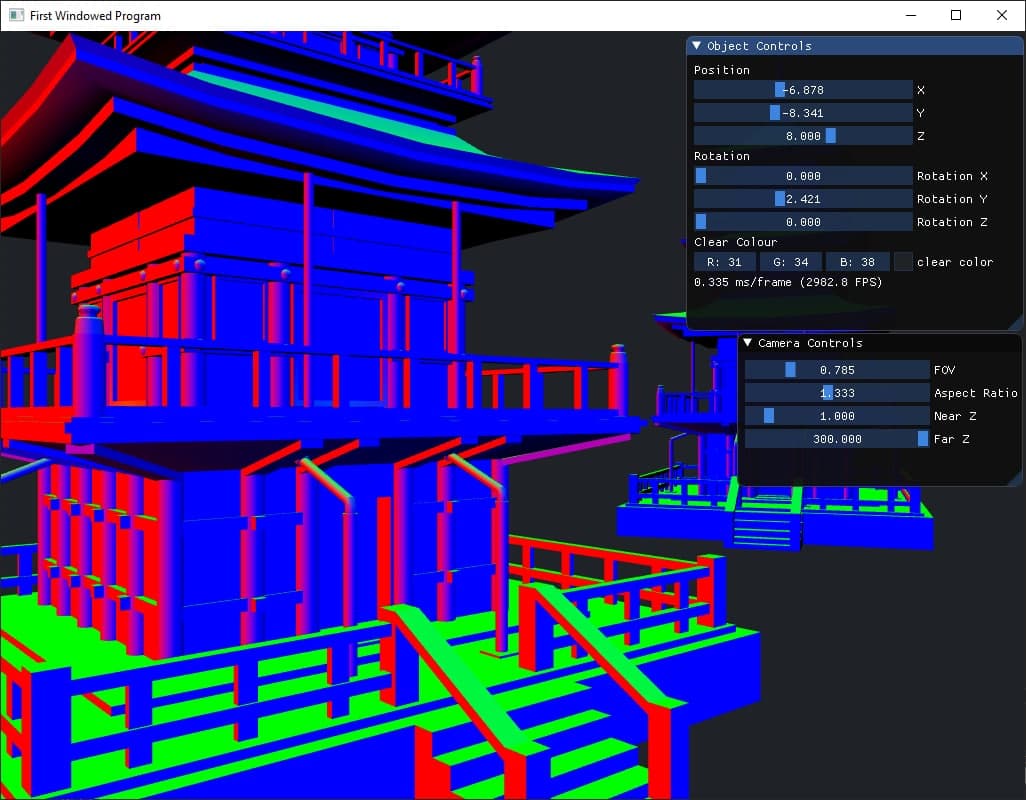 First Windowed Program
Object Controls
Position
-6.878 X
-8.341 Y
8.000 Z
Rotation
0.000 Rotation X
2.421 Rotation Y
0.000 Rotation Z
Clear Colour
R: 31 G: 34 B: 38 clear color
0.335 ms/frame (2982.8 FPS)
Camera Controls
0.785 FOV
1.333 Aspect Ratio
1.000 Near Z
300.000 Far Z